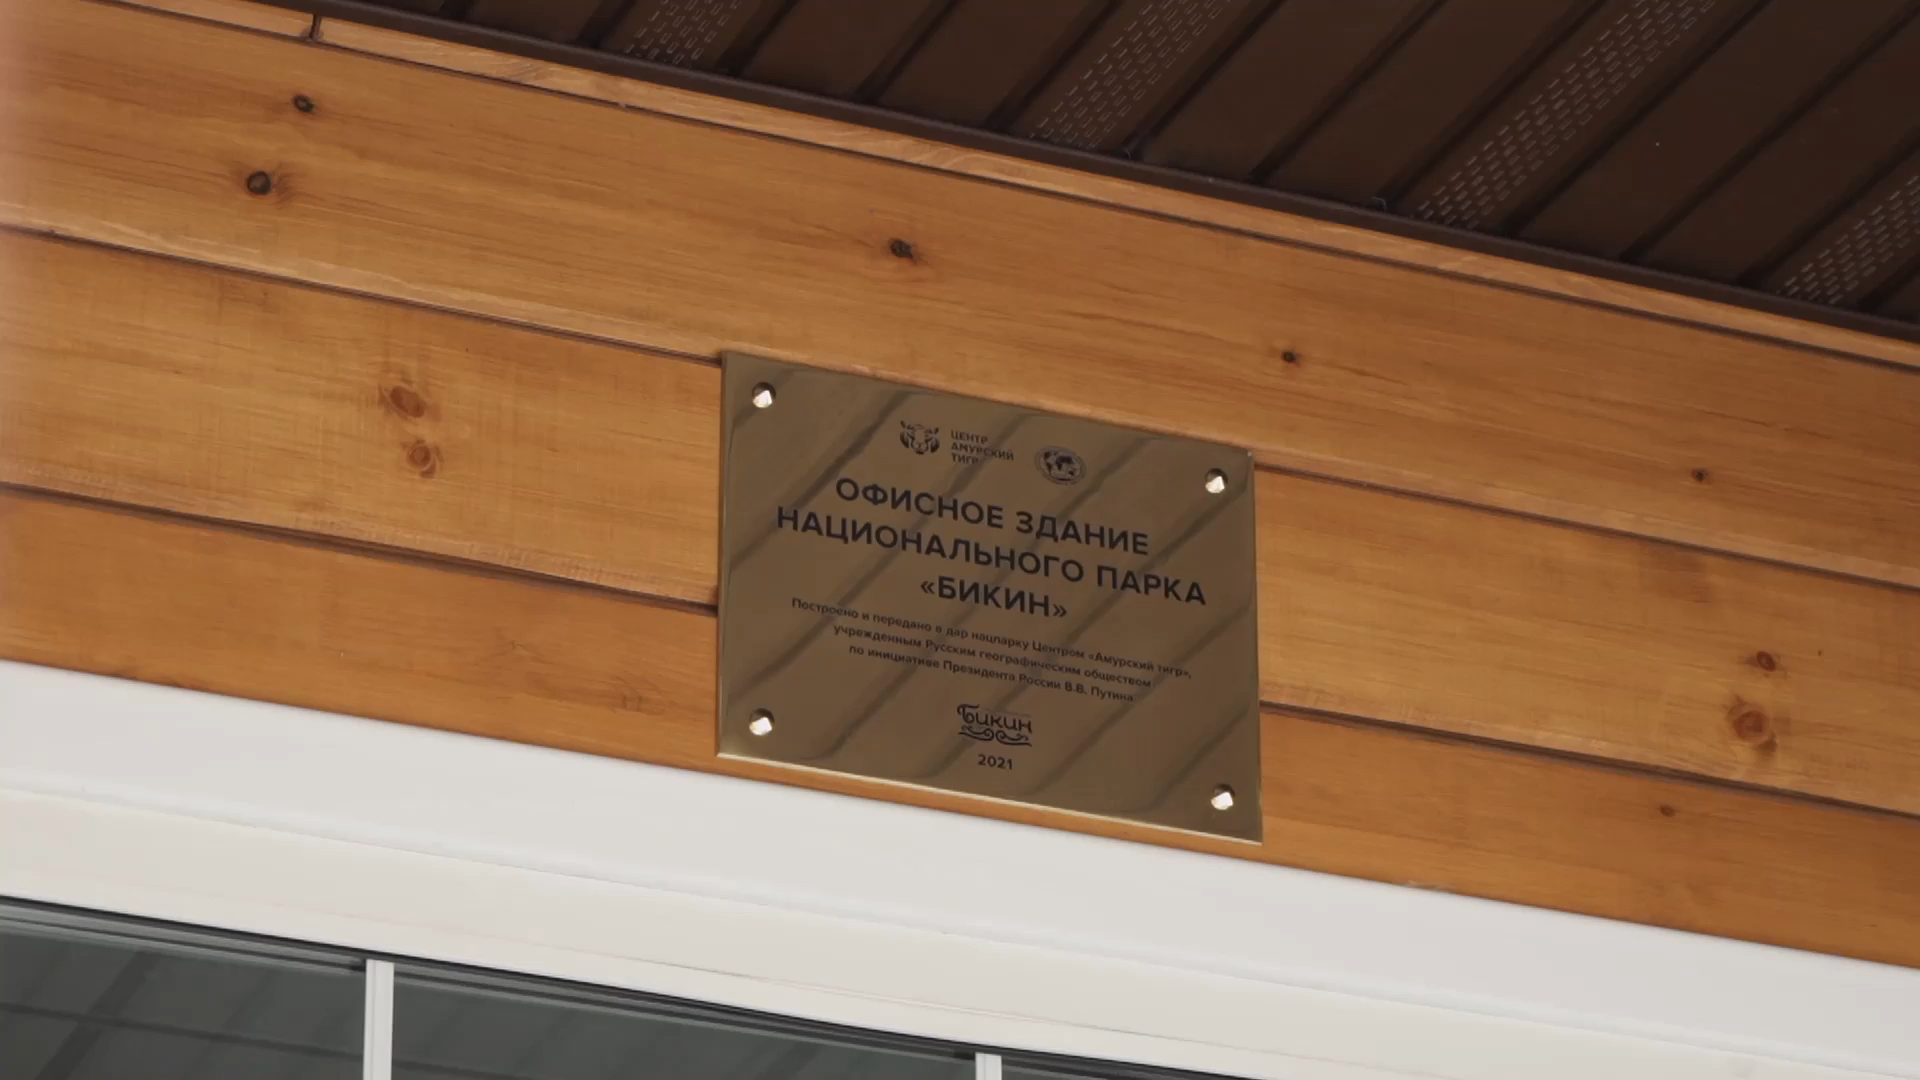 ЦЕНТР
АМУРСКИЙ
ТИГР
ОФИСНОЕ ЗДАНИЕ
НАЦИОНАЛЬНОГО ПАРКА
«БИКИН»
Построено и передано в дар нацпарку Центром «Амурский тигр»,
учрежденным Русским географическим обществом
по инициативе Президента России В.В. Путина
Бикин
2021